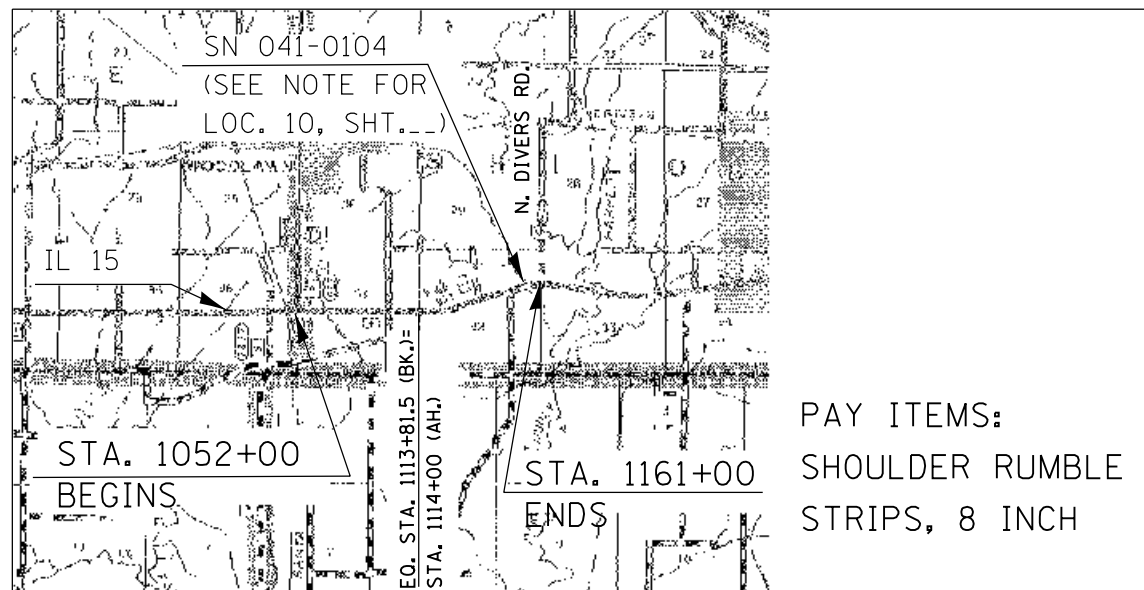 SN 041-0104
(SEE NOTE FOR
LOC. 10, SHT.__)
N. DIVERS RD.
IL 15
STA. 1052+00
BEGINS
EQ. STA. 1113+81.5 (BK.)=
STA. 1114+00 (AH.)
STA. 1161+00
ENDS
PAY ITEMS:
SHOULDER RUMBLE
STRIPS, 8 INCH